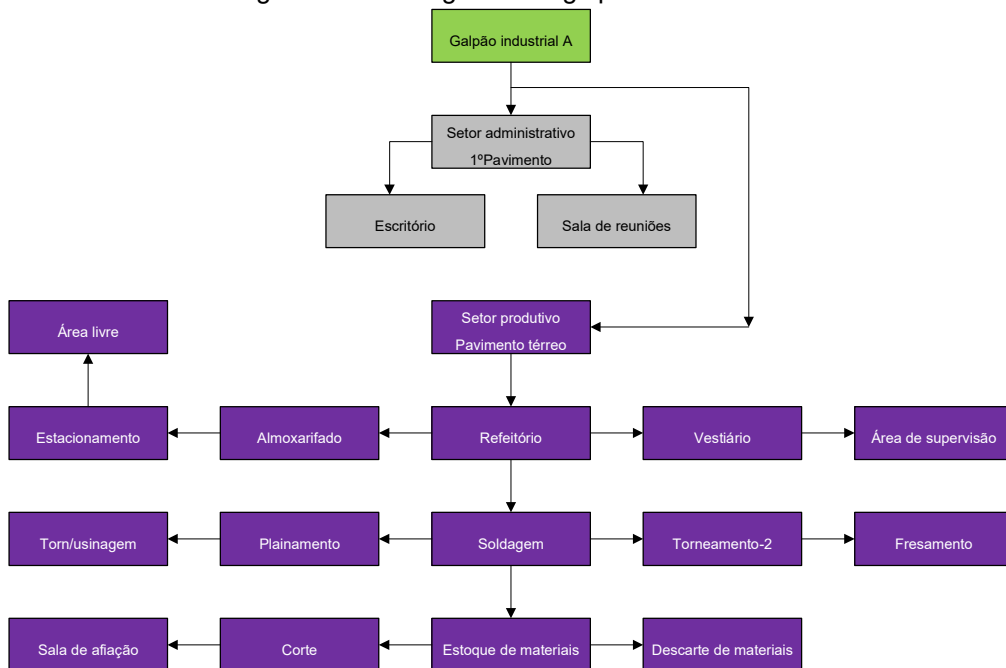 Galpão industrial A
Setor administrativo
1ºPavimento
Escritório
Sala de reuniões
Área livre
Setor produtivo
Pavimento térreo
Estacionamento
Almoxarifado
Refeitório
Vestiário
Área de supervisão
Torn/usinagem
Plainamento
Soldagem
Torneamento-2
Fresamento
Sala de afiação
Corte
Estoque de materiais
Descarte de materiais